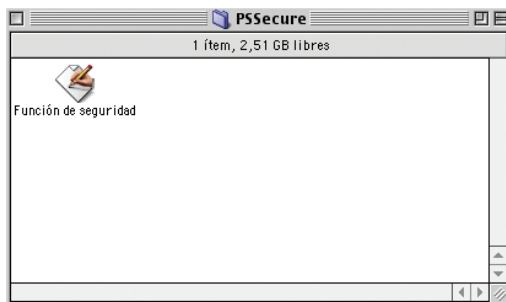 PSSecure
1 ítem, 2,51 GB libres
Función de seguridad